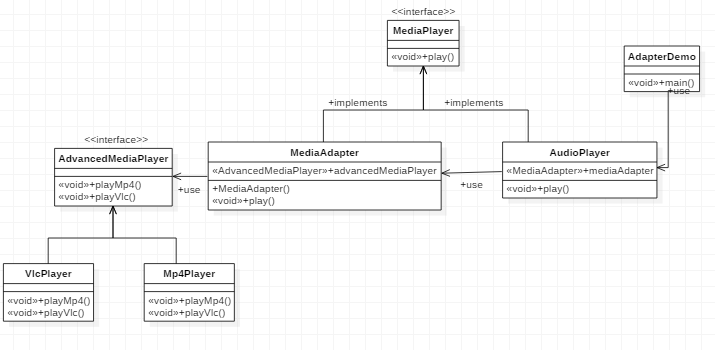 <<interface>>
MediaPlayer
«void»+play()
AdapterDemo
«void»+main()
+use
+implements
+implements
<<interface>>
AdvancedMediaPlayer
«void»+playMp4()
«void»+playVlc()
+use
MediaAdapter
«AdvancedMediaPlayer»+advancedMediaPlayer
+MediaAdapter()
«void»+play()
+use
AudioPlayer
«MediaAdapter»+mediaAdapter
«void»+play()
VlcPlayer
«void»+playMp4()
«void»+playVlc()
Mp4Player
«void»+playMp4()
«void»+playVlc()